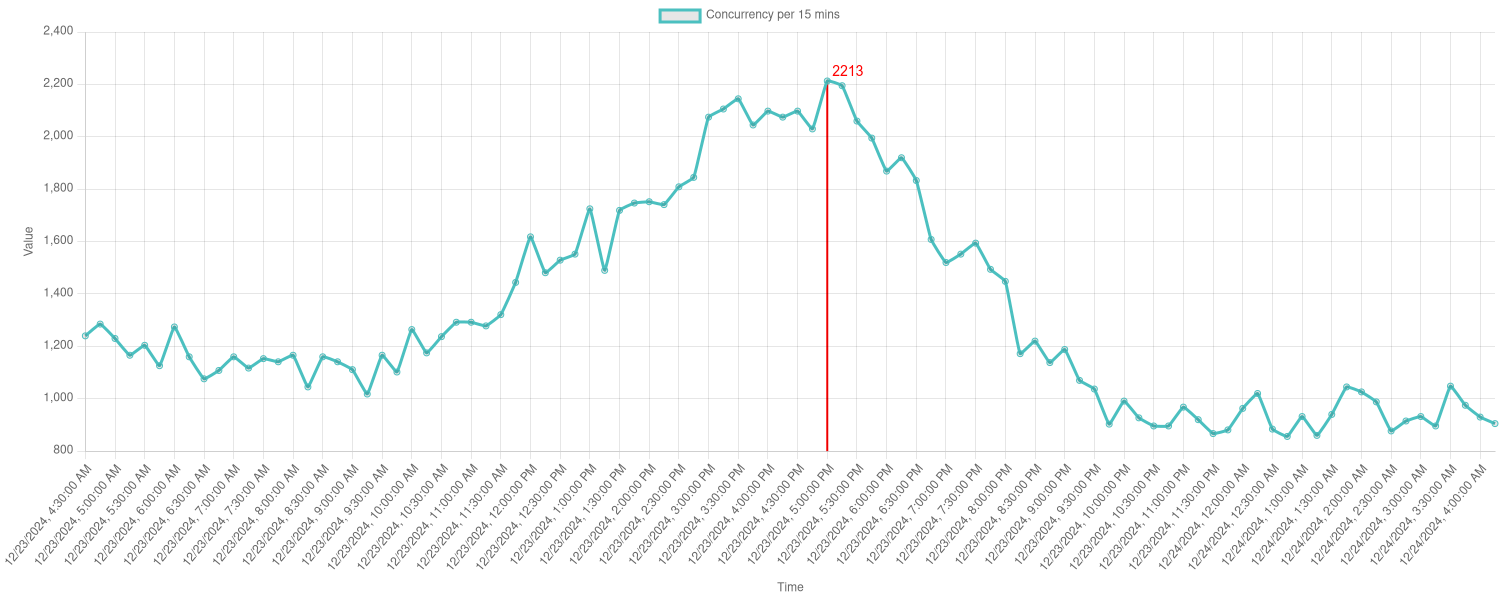 Concurrency per 15 mins
2,400
2,200
2,000
1,800
1,600
1,400
1,200
1,000
800
Value
2213
12/23/2024, 4:30:00 AM
12/23/2024, 5:00:00 AM
12/23/2024, 5:30:00 AM
12/23/2024, 6:00:00 AM
12/23/2024, 6:30:00 AM
12/23/2024, 7:00:00 AM
12/23/2024, 7:30:00 AM
12/23/2024, 8:00:00 AM
12/23/2024, 8:30:00 AM
12/23/2024, 9:00:00 AM
12/23/2024, 9:30:00 AM
12/23/2024, 10:00:00 AM
12/23/2024, 10:30:00 AM
12/23/2024, 11:00:00 AM
12/23/2024, 11:30:00 AM
12/23/2024, 12:00:00 PM
12/23/2024, 12:30:00 PM
12/23/2024, 1:00:00 PM
12/23/2024, 1:30:00 PM
12/23/2024, 2:00:00 PM
12/23/2024, 2:30:00 PM
12/23/2024, 3:00:00 PM
12/23/2024, 3:30:00 PM
12/23/2024, 4:00:00 PM
12/23/2024, 4:30:00 PM
12/23/2024, 5:00:00 PM
12/23/2024, 5:30:00 PM
12/23/2024, 6:00:00 PM
12/23/2024, 6:30:00 PM
12/23/2024, 7:00:00 PM
12/23/2024, 7:30:00 PM
12/23/2024, 8:00:00 PM
12/23/2024, 8:30:00 PM
12/23/2024, 9:00:00 PM
12/23/2024, 9:30:00 PM
12/23/2024, 10:00:00 PM
12/23/2024, 10:30:00 PM
12/23/2024, 11:00:00 PM
12/23/2024, 11:30:00 PM
12/24/2024, 12:00:00 AM
12/24/2024, 12:30:00 AM
12/24/2024, 1:00:00 AM
12/24/2024, 1:30:00 AM
12/24/2024, 2:00:00 AM
12/24/2024, 2:30:00 AM
12/24/2024, 3:00:00 AM
12/24/2024, 3:30:00 AM
12/24/2024, 4:00:00 AM
Time